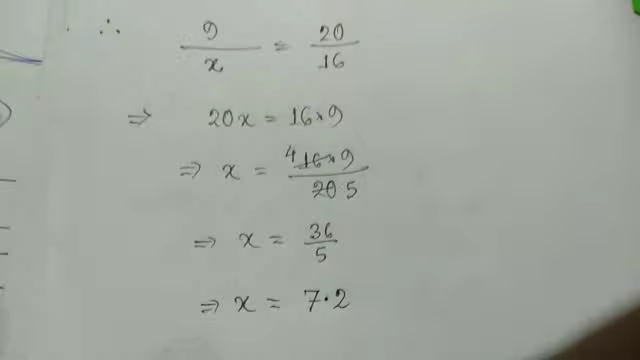 ∴ 9/x = 20/16
⇒ 20x = 16×9
⇒ x = 4 16×9/20 5
⇒ x = 36/5
⇒ x = 7·2